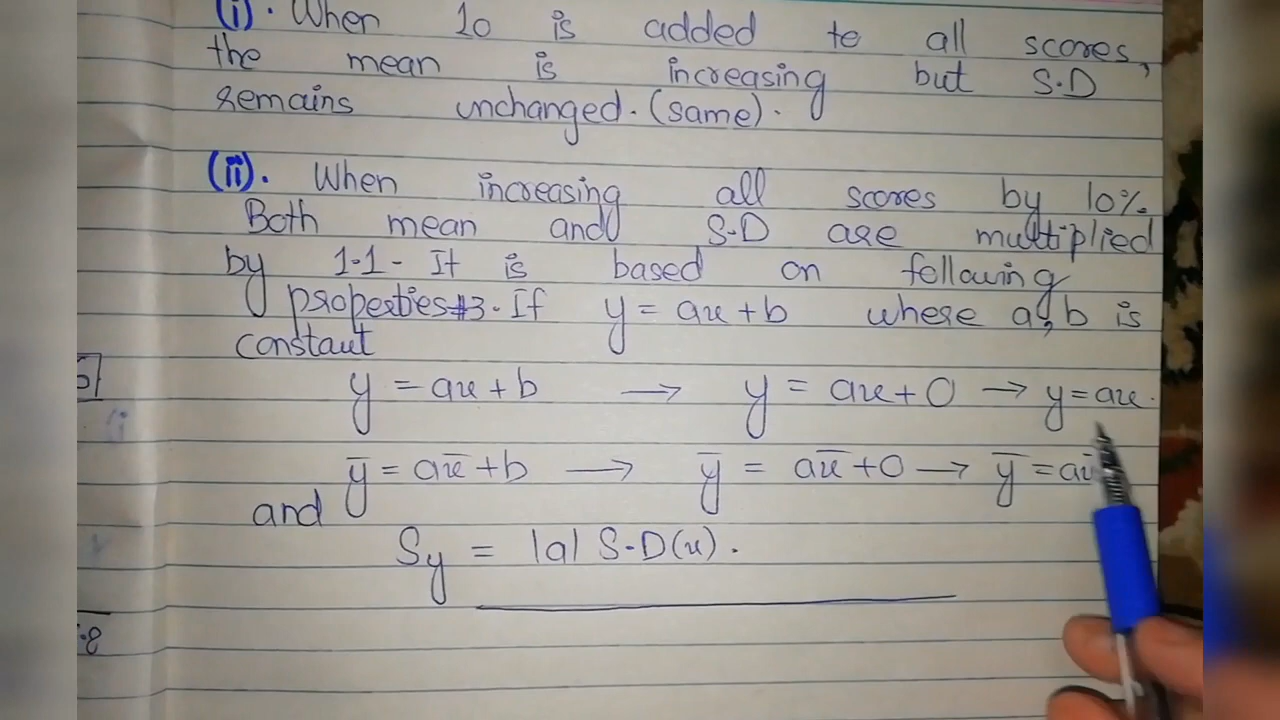 (i). When 10 is added to all scores,
the mean is increasing but S.D
remains unchanged. (same).
(ii). When increasing all scores by 10%.
Both mean and S.D are multiplied
by 1.1- It is based on following
properties#3. If y = ax + b where a,b is
constant
y = ax + b → y = ax + 0 → y = ax.
ȳ = ax̄ + b → ȳ = ax̄ + 0 → ȳ = ax̄
and
Sy = |a| S.D(x).